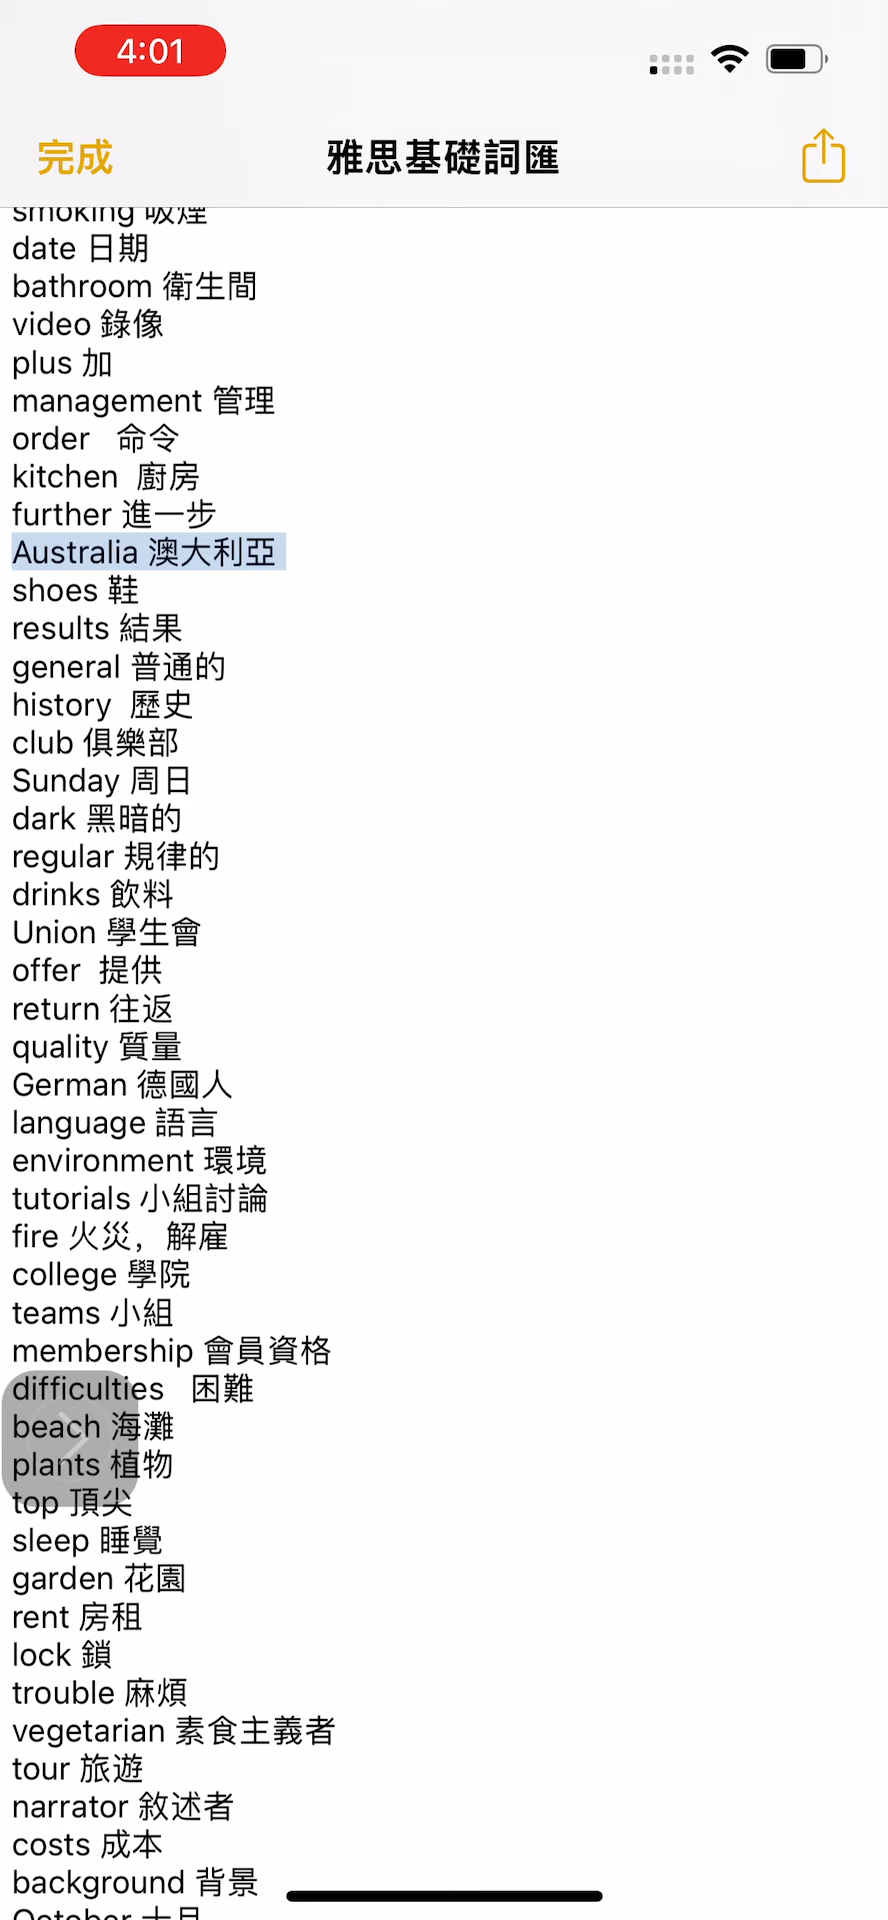 4:01
完成 雅思基礎詞匯
smoking 吸煙
date 日期
bathroom 衛生間
video 錄像
plus 加
management 管理
order 命令
kitchen 廚房
further 進一步
Australia 澳大利亞
shoes 鞋
results 結果
general 普通的
history 歷史
club 俱樂部
Sunday 周日
dark 黑暗的
regular 規律的
drinks 飲料
Union 學生會
offer 提供
return 往返
quality 質量
German 德國人
language 語言
environment 環境
tutorials 小組討論
fire 火災，解雇
college 學院
teams 小組
membership 會員資格
difficulties 困難
beach 海灘
plants 植物
top 頂尖
sleep 睡覺
garden 花園
rent 房租
lock 鎖
trouble 麻煩
vegetarian 素食主義者
tour 旅遊
narrator 敘述者
costs 成本
background 背景
October 十月